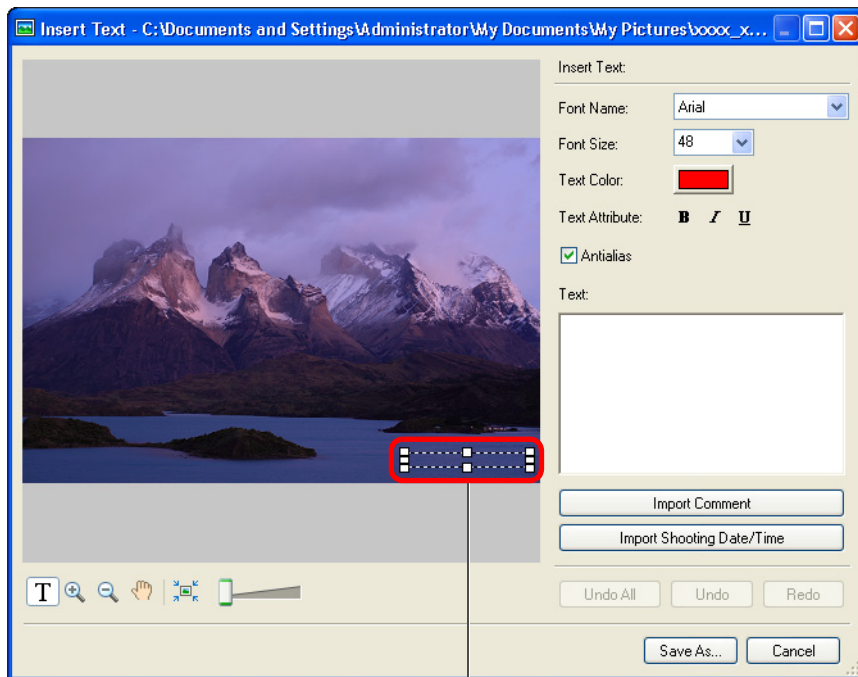 Insert Text - C:\Documents and Settings\Administrator\My Documents\My Pictures\xxxx_x...
Insert Text:
Font Name: Arial
Font Size: 48
Text Color:
Text Attribute: B I U
Antialias
Text:
Import Comment
Import Shooting Date/Time
T
Undo All Undo Redo
Save As... Cancel